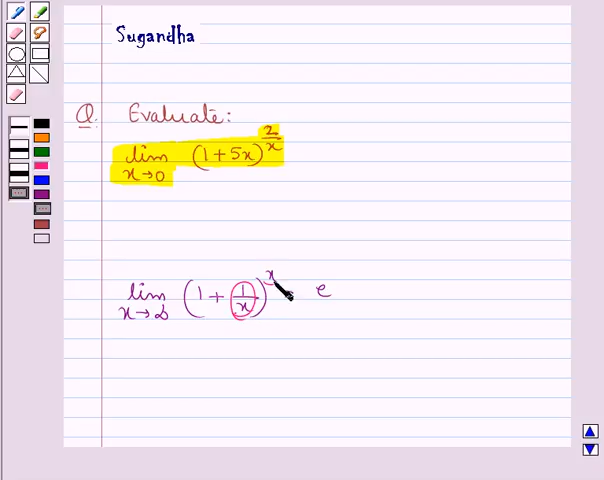 Sugandha
Q. Evaluate:
lim x→0 (1+5x)^(2/x)
lim x→∞ (1+1/x)^x = e